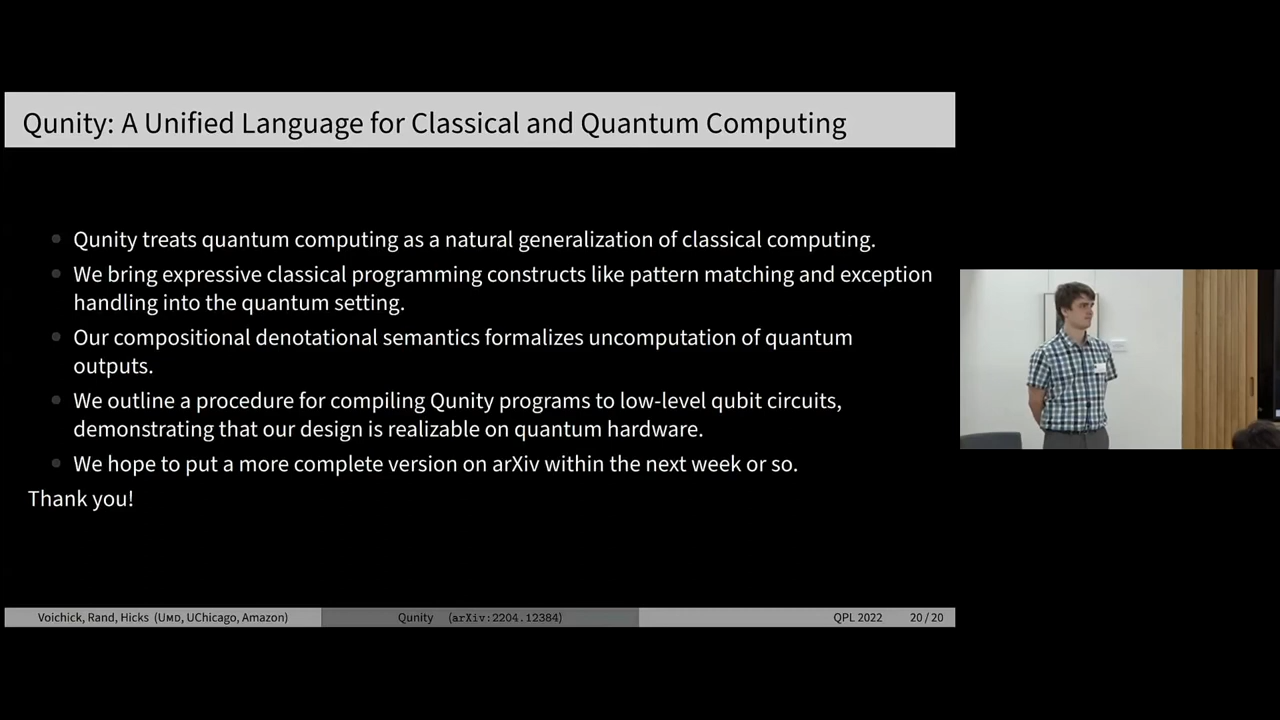 Qunity: A Unified Language for Classical and Quantum Computing
Qunity treats quantum computing as a natural generalization of classical computing.
We bring expressive classical programming constructs like pattern matching and exception
handling into the quantum setting.
Our compositional denotational semantics formalizes uncomputation of quantum
outputs.
We outline a procedure for compiling Qunity programs to low-level qubit circuits,
demonstrating that our design is realizable on quantum hardware.
We hope to put a more complete version on arXiv within the next week or so.
Thank you!
Voichick, Rand, Hicks (UMD, UChicago, Amazon) Qunity (arXiv:2204.12384) QPL 2022 20/20